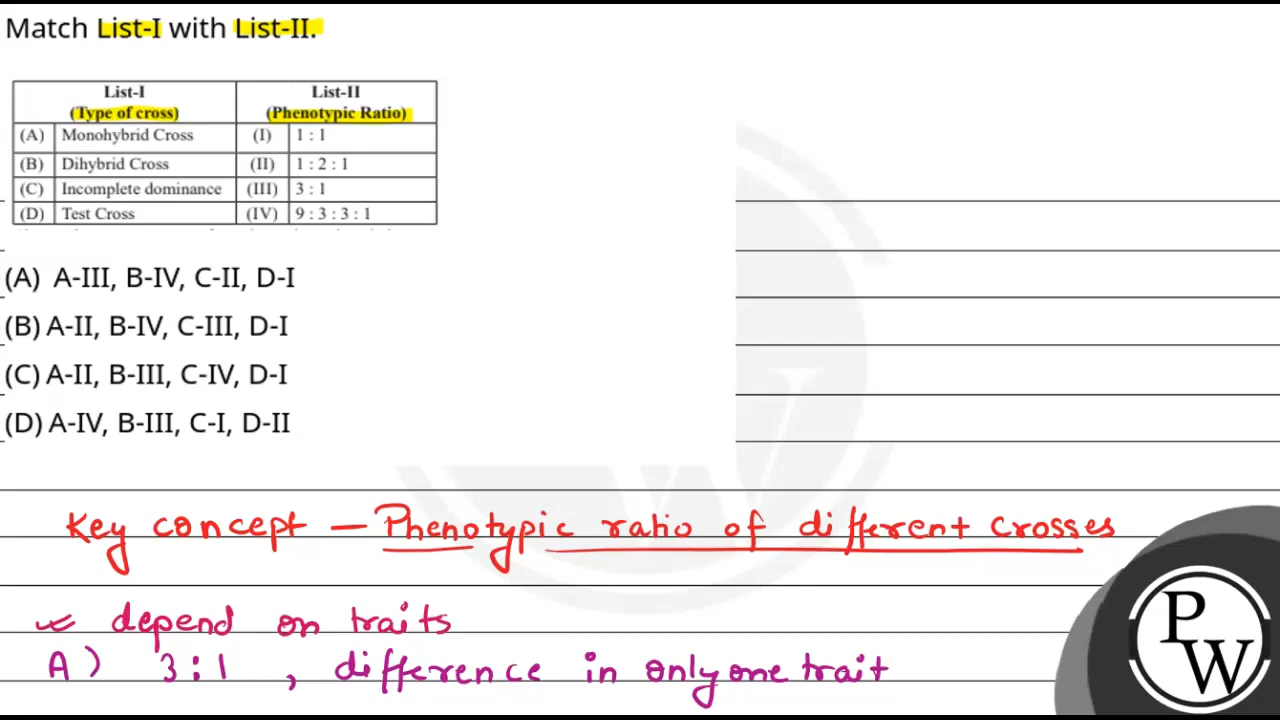 Match List-I with List-II.
List-I List-II
(Type of cross) (Phenotypic Ratio)
(A) Monohybrid Cross (I) 1 : 1
(B) Dihybrid Cross (II) 1 : 2 : 1
(C) Incomplete dominance (III) 3 : 1
(D) Test Cross (IV) 9 : 3 : 3 : 1
(A) A-III, B-IV, C-II, D-I
(B) A-II, B-IV, C-III, D-I
(C) A-II, B-III, C-IV, D-I
(D) A-IV, B-III, C-I, D-II
Key concept – Phenotypic ratio of different crosses
depend on traits
A) 3:1 , difference in only one trait
PW